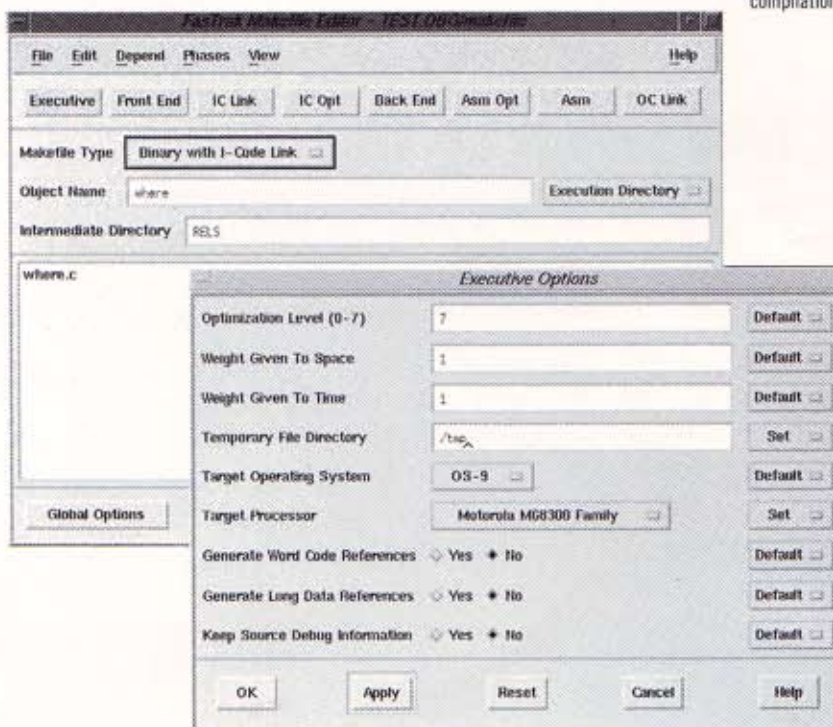 compilation
FasTrak Makefile Editor - TEST.DBG/makefile
File Edit Depend Phases View Help
Executive Front End IC Link IC Opt Back End Asm Opt Asm OC Link
Makefile Type Binary with I-Code Link
Object Name where Execution Directory
Intermediate Directory RELS
where.c
Executive Options
Optimization Level (0-7) 7 Default
Weight Given To Space 1 Default
Weight Given To Time 1 Default
Temporary File Directory /tmp Set
Target Operating System OS-9 Default
Global Options
Target Processor Motorola M68300 Family Set
Generate Word Code References Yes No Default
Generate Long Data References Yes No Default
Keep Source Debug Information Yes No Default
OK Apply Reset Cancel Help